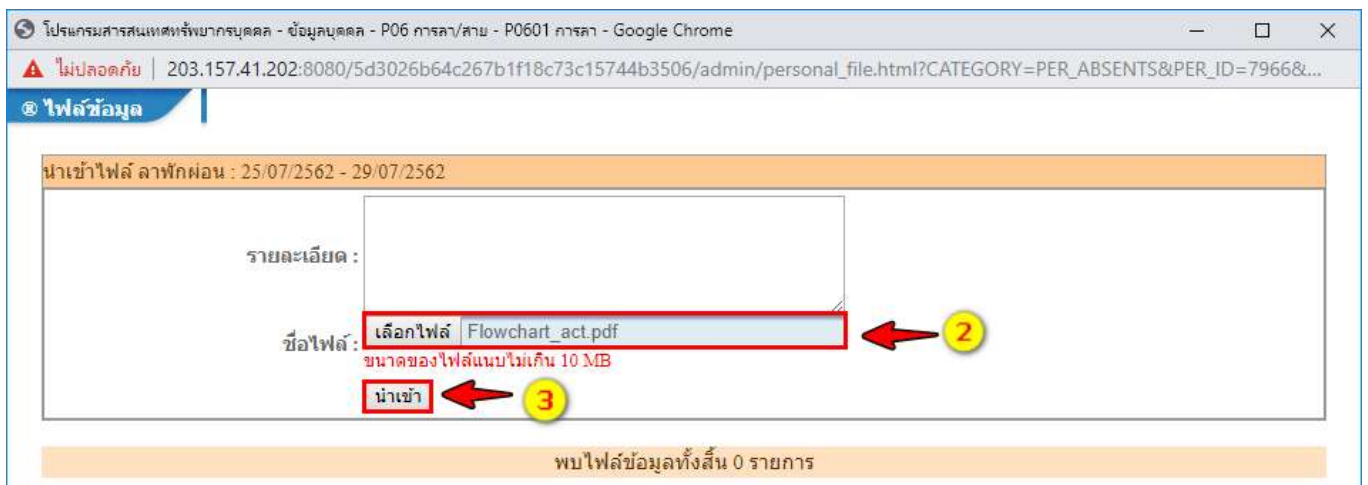 โปรแกรมสารสนเทศทรัพยากรบุคคล - ข้อมูลบุคคล - P06 การลา/สาย - P0601 การลา - Google Chrome
ไม่ปลอดภัย | 203.157.41.202:8080/5d3026b64c267b1f18c73c15744b3506/admin/personal_file.html?CATEGORY=PER_ABSENTS&PER_ID=7966&...
® ไฟล์ข้อมูล
นำเข้าไฟล์ ลาพักผ่อน : 25/07/2562 - 29/07/2562
รายละเอียด :
ชื่อไฟล์ : เลือกไฟล์ Flowchart_act.pdf 2
ขนาดของไฟล์แนบไม่เกิน 10 MB
นำเข้า 3
พบไฟล์ข้อมูลทั้งสิ้น 0 รายการ